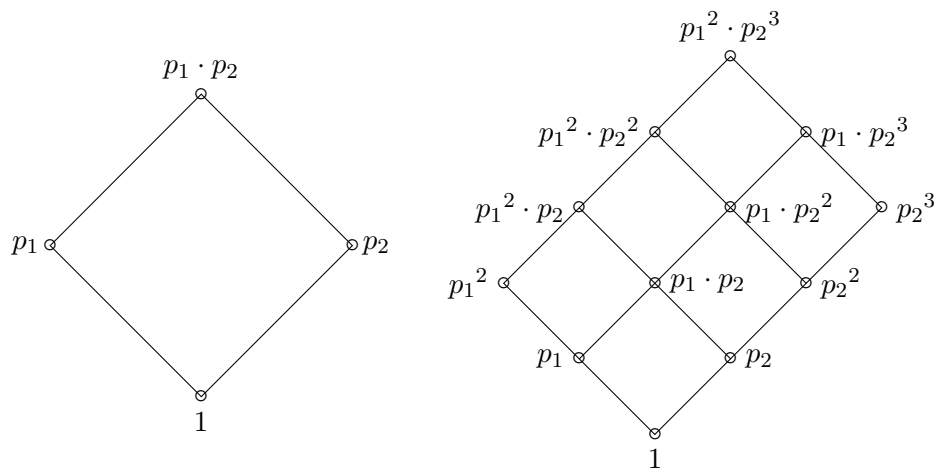 p₁ · p₂
p₁
p₂
1
p₁² · p₂³
p₁² · p₂²
p₁ · p₂³
p₁² · p₂
p₁ · p₂²
p₂³
p₁²
p₁ · p₂
p₂²
p₁
p₂
1